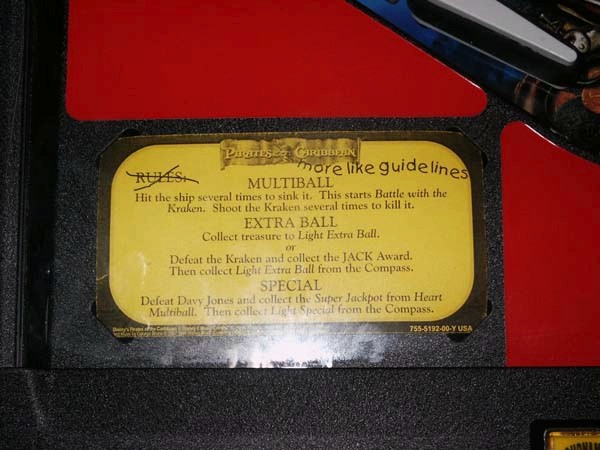 PIRATES OF THE CARIBBEAN
RULES: more like guidelines
MULTIBALL
Hit the ship several times to sink it. This starts Battle with the
Kraken. Shoot the Kraken several times to kill it.
EXTRA BALL
Collect treasure to Light Extra Ball.
or
Defeat the Kraken and collect the JACK Award.
Then collect Light Extra Ball from the Compass.
SPECIAL
Defeat Davy Jones and collect the Super Jackpot from Heart
Multiball. Then collect Light Special from the Compass.
755-5192-00-Y USA